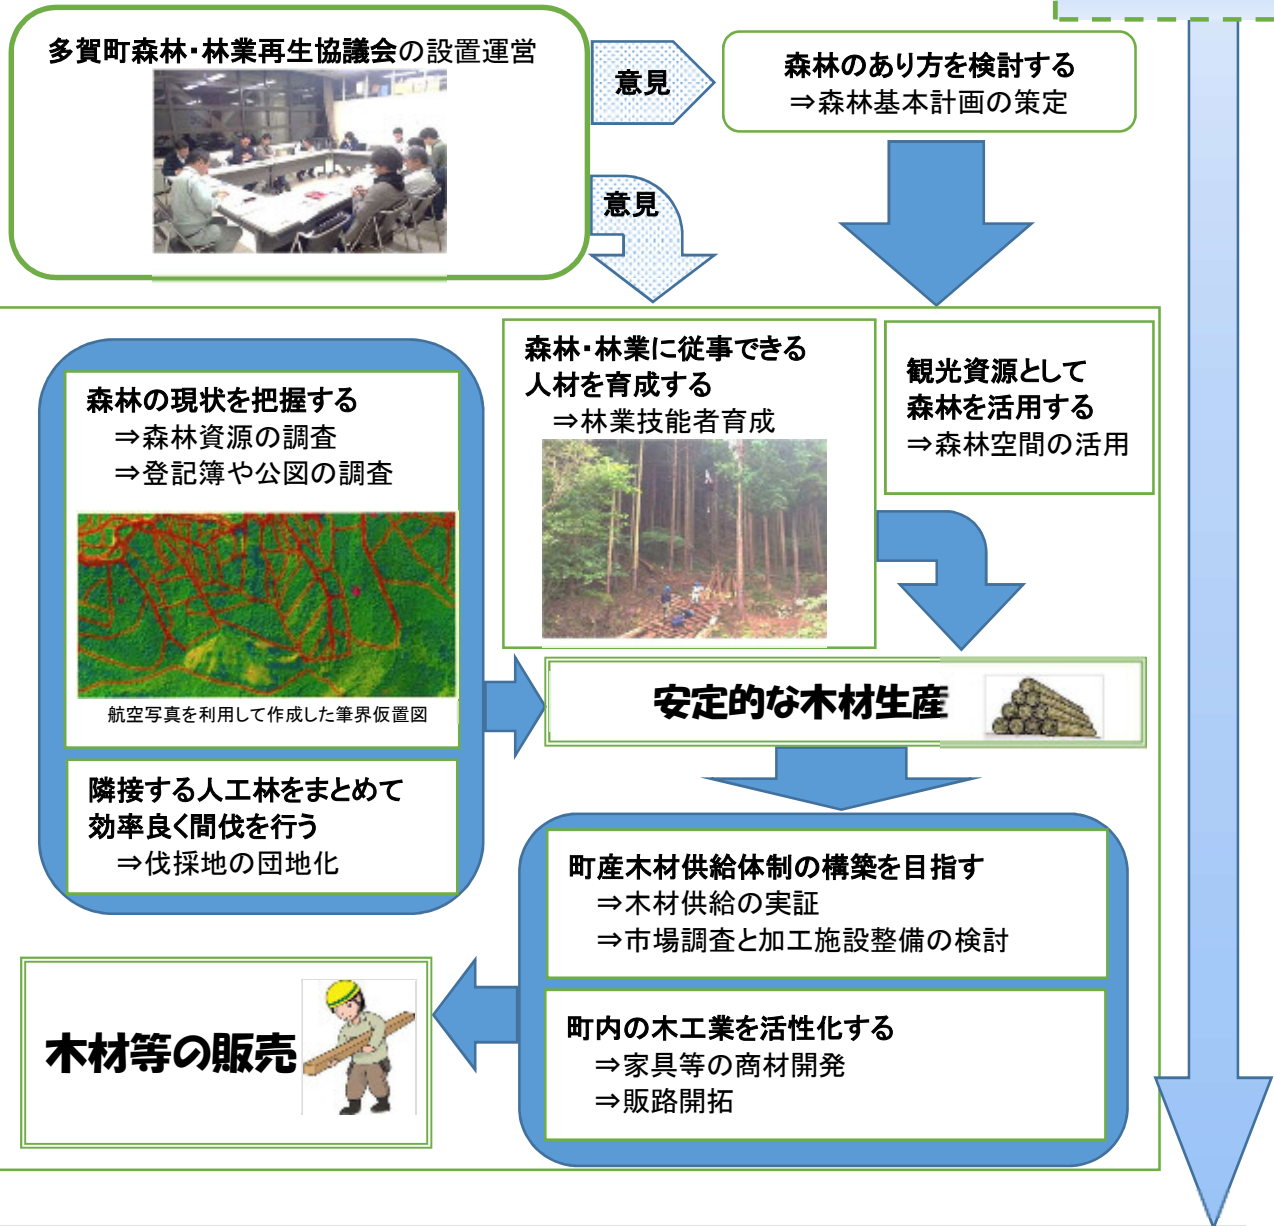 多賀町森林・林業再生協議会の設置運営
意見
森林のあり方を検討する
⇒森林基本計画の策定
意見
森林の現状を把握する
⇒森林資源の調査
⇒登記簿や公図の調査
航空写真を利用して作成した筆界仮置図
隣接する人工林をまとめて
効率良く間伐を行う
⇒伐採地の団地化
森林・林業に従事できる
人材を育成する
⇒林業技能者育成
観光資源として
森林を活用する
⇒森林空間の活用
安定的な木材生産
町産木材供給体制の構築を目指す
⇒木材供給の実証
⇒市場調査と加工施設整備の検討
町内の木工業を活性化する
⇒家具等の商材開発
⇒販路開拓
木材等の販売